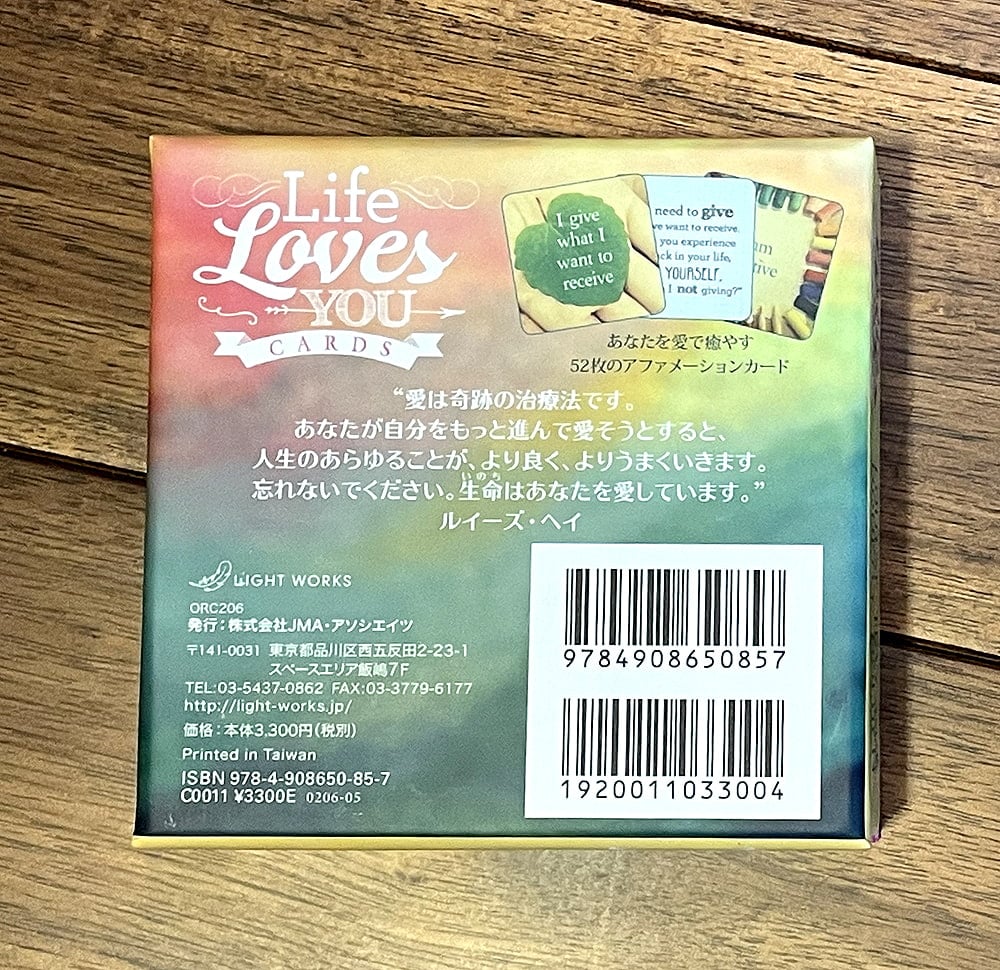 Life
Loves
YOU
CARDS
I give
what I
want to
receive
need to give
want to receive.
you experience
in your life,
YOURSELF,
I not giving?"
あなたを愛で癒やす
52枚のアファメーションカード
“愛は奇跡の治療法です。
あなたが自分をもっと進んで愛そうとすると、
人生のあらゆることが、より良く、よりうまくいきます。
いのち
忘れないでください。生命はあなたを愛しています。”
ルイーズ・ヘイ
LIGHT WORKS
ORC206
発行：株式会社JMA・アソシエイツ
〒141-0031 東京都品川区西五反田2-23-1
スペースエリア飯嶋7F
TEL:03-5437-0862 FAX:03-3779-6177
http://light-works.jp/
価格：本体3,300円（税別）
Printed in Taiwan
ISBN 978-4-908650-85-7
C0011 ¥3300E 0206-05
9784908650857
1920011033004